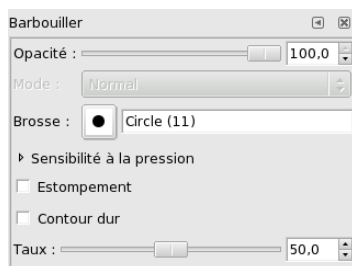 Barbouiller
Opacité : 100,0
Mode : Normal
Brosse : Circle (11)
Sensibilité à la pression
Estompement
Contour dur
Taux : 50,0